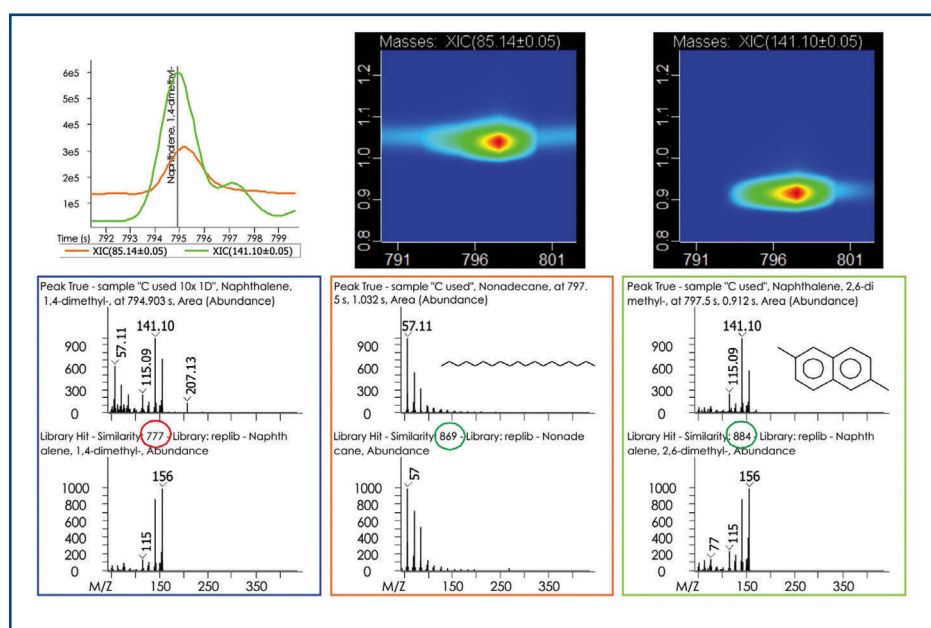 6e5
5e5
4e5
3e5
2e5
1e5
Naphthalene, 1,4-dimethyl-
Time (s) 792 793 794 795 796 797 798 799
XIC(85.14±0.05) XIC(141.10±0.05)
Masses: XIC(85.14±0.05)
1.2
1.1
1.0
0.9
0.8
791 796 801
Masses: XIC(141.10±0.05)
1.2
1.1
1.0
0.9
0.8
791 796 801
Peak True - sample "C used 10x 1D", Naphthalene,
1,4-dimethyl-, at 794.903 s, Area (Abundance)
141.10
57.11
115.09
207.13
900
600
300
0
Library Hit - Similarity: 777 - Library: replib - Naphth
alene, 1,4-dimethyl-, Abundance
156
115
1000
800
600
400
200
0
M/Z 150 250 350
Peak True - sample "C used", Nonadecane, at 797.
5 s, 1.032 s, Area (Abundance)
57.11
900
600
300
0
Library Hit - Similarity: 869 - Library: replib - Nonade
cane, Abundance
57
1000
800
600
400
200
0
M/Z 150 250 350
Peak True - sample "C used", Naphthalene, 2,6-di
methyl-, at 797.5 s, 0.912 s, Area (Abundance)
141.10
115.09
900
600
300
0
Library Hit - Similarity: 884 - Library: replib - Naphth
alene, 2,6-dimethyl-, Abundance
156
115
77
1000
800
600
400
200
0
M/Z 150 250 350